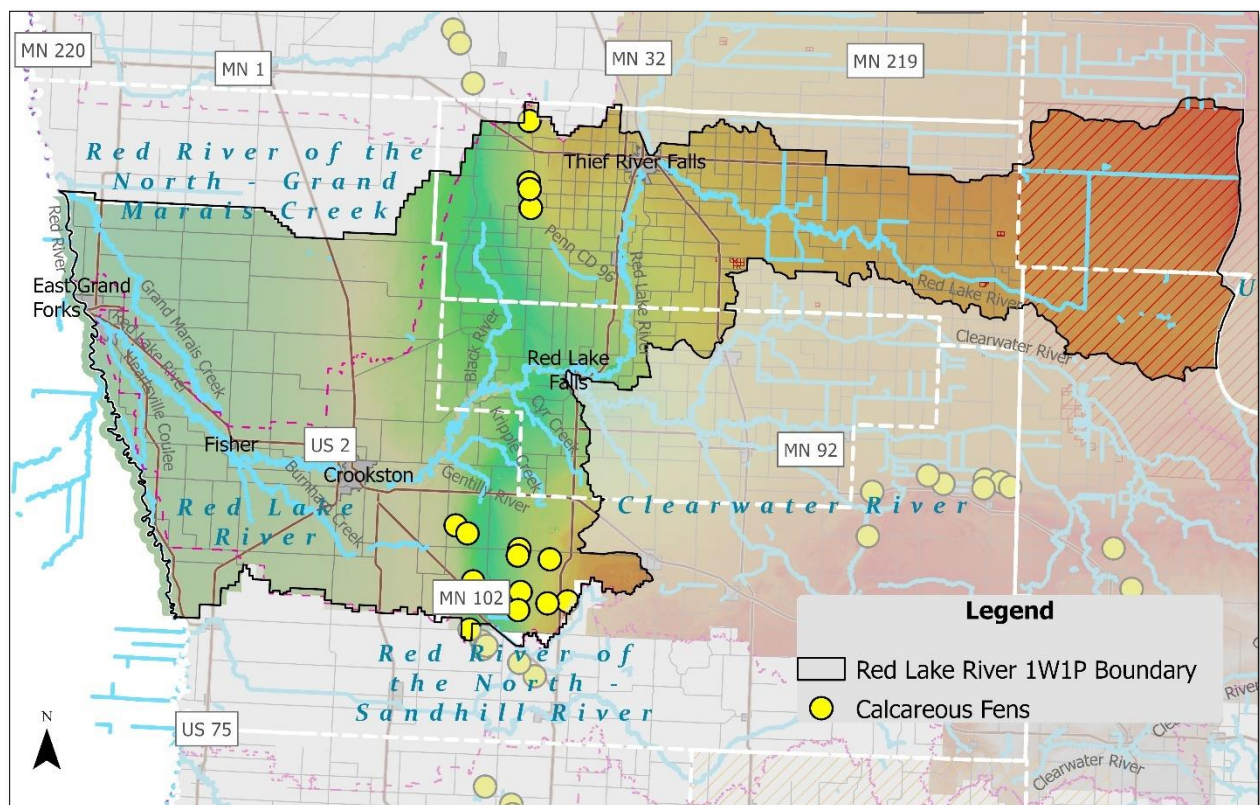 MN 220
MN 1
MN 32
MN 219
Red River of the
North - Grand
Marais Creek
Thief River Falls
Red River
Penn CD 96
Red Lake River
Red Lake River
East Grand
Forks
Grand Marais Creek
Red Lake River
Heartsville Coulee
Black River
Clearwater River
U
Red Lake
Falls
Cyr Creek
Kripple Creek
Fisher
US 2
Crookston
Gentilly River
Burnham Creek
MN 92
Red Lake
River
Clearwater River
MN 102
Red River of
the North -
Sandhill River
US 75
N
Legend
Red Lake River 1W1P Boundary
Calcareous Fens
Clearwater River